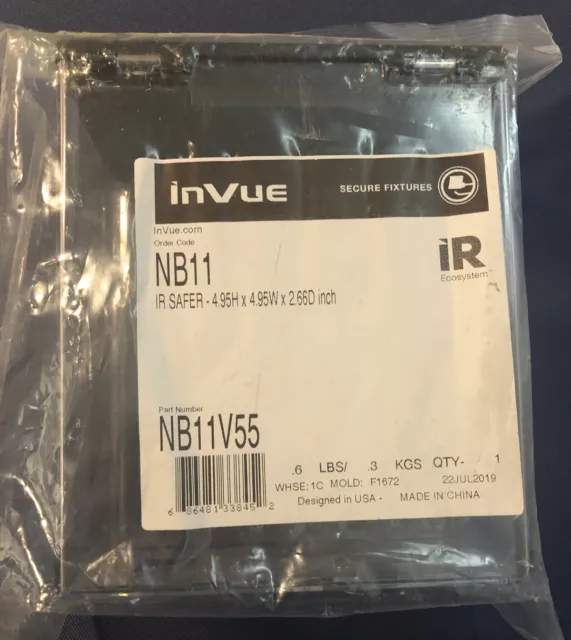 inVue SECURE FIXTURES
InVue.com
Order Code
NB11
IR SAFER - 4.95H x 4.95W x 2.66D inch
iR
Ecosystem™
Part Number
NB11V55
.6 LBS/ .3 KGS QTY- 1
WHSE: 1C MOLD: F1672 22JUL2019
Designed in USA - MADE IN CHINA
6 86481 33845 2